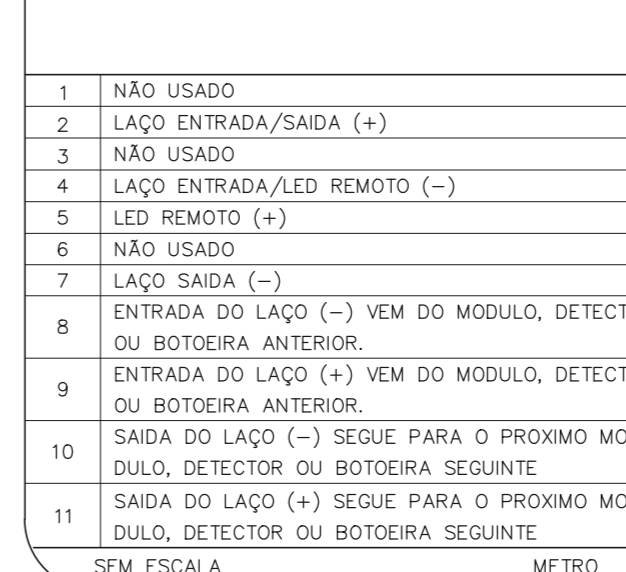 1 NÃO USADO
2 LAÇO ENTRADA/SAIDA (+)
3 NÃO USADO
4 LAÇO ENTRADA/LED REMOTO (−)
5 LED REMOTO (+)
6 NÃO USADO
7 LAÇO SAIDA (−)
8 ENTRADA DO LAÇO (−) VEM DO MODULO, DETECT
OU BOTOEIRA ANTERIOR.
9 ENTRADA DO LAÇO (+) VEM DO MODULO, DETECT
OU BOTOEIRA ANTERIOR.
10 SAIDA DO LAÇO (−) SEGUE PARA O PROXIMO MO
DULO, DETECTOR OU BOTOEIRA SEGUINTE
11 SAIDA DO LAÇO (+) SEGUE PARA O PROXIMO MO
DULO, DETECTOR OU BOTOEIRA SEGUINTE
SEM ESCALA METRO